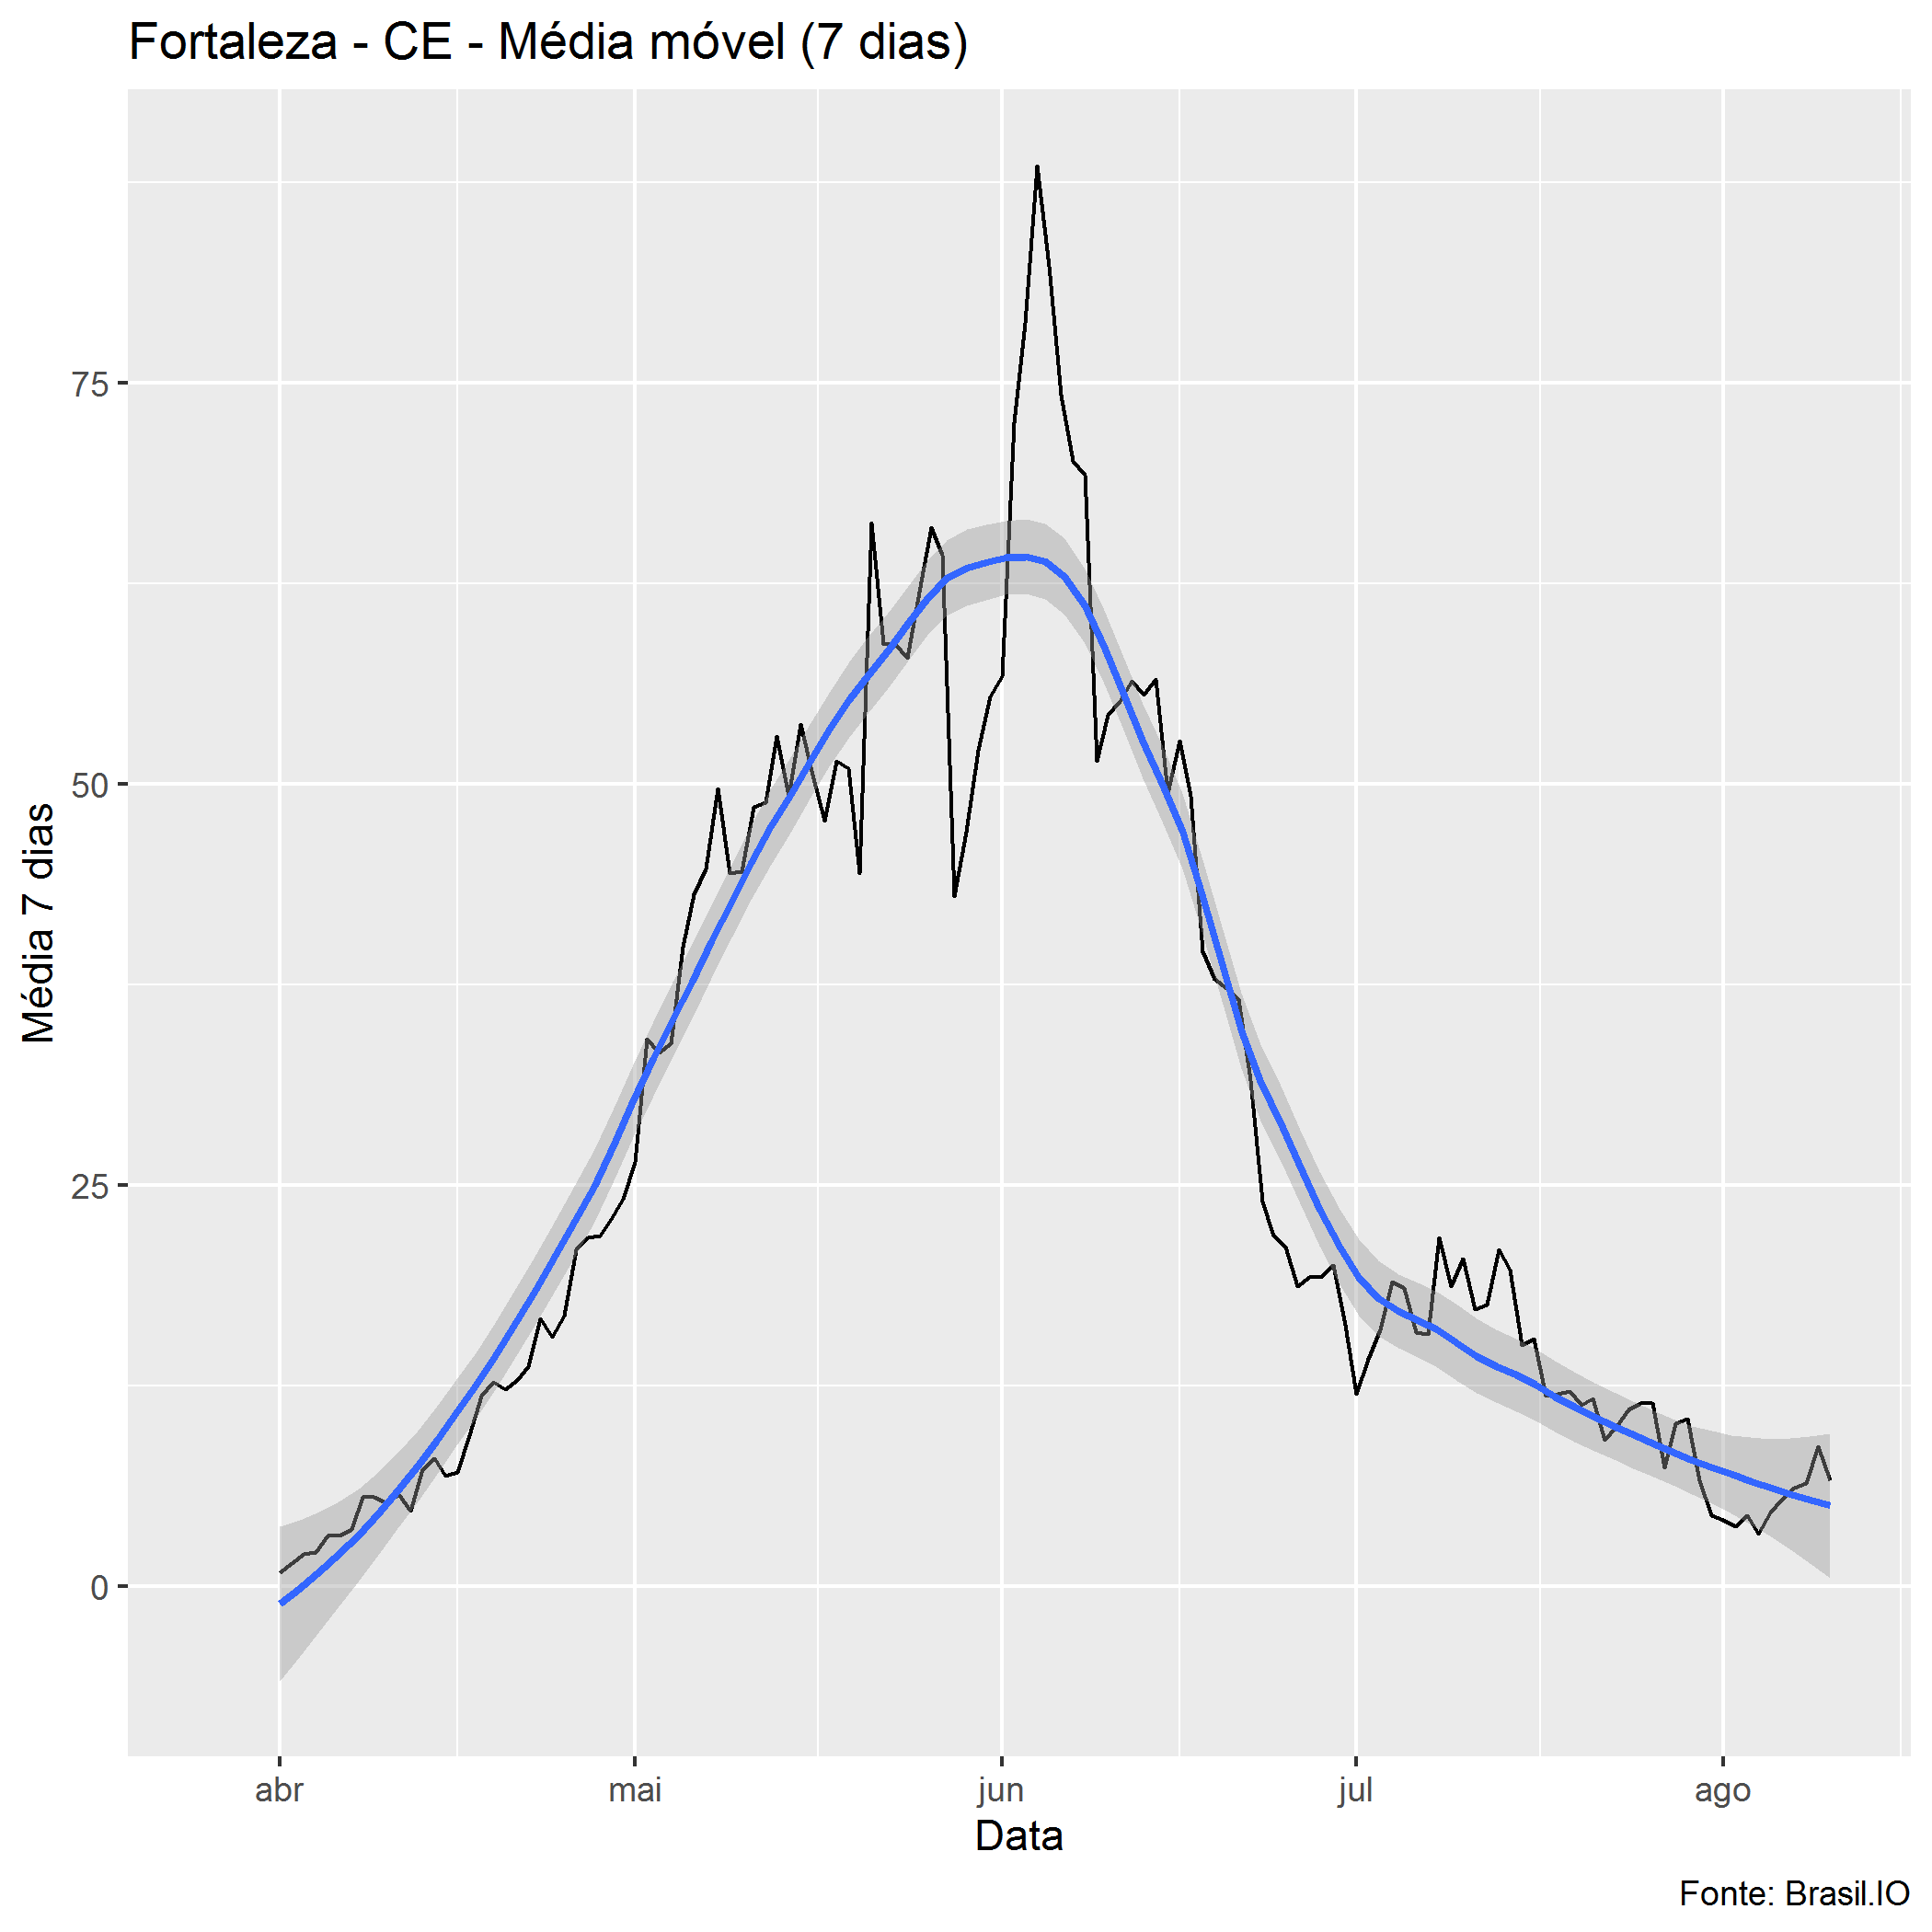 Fortaleza - CE - Média móvel (7 dias)
Média 7 dias
75
50
25
0
abr
mai
jun
jul
ago
Data
Fonte: Brasil.IO